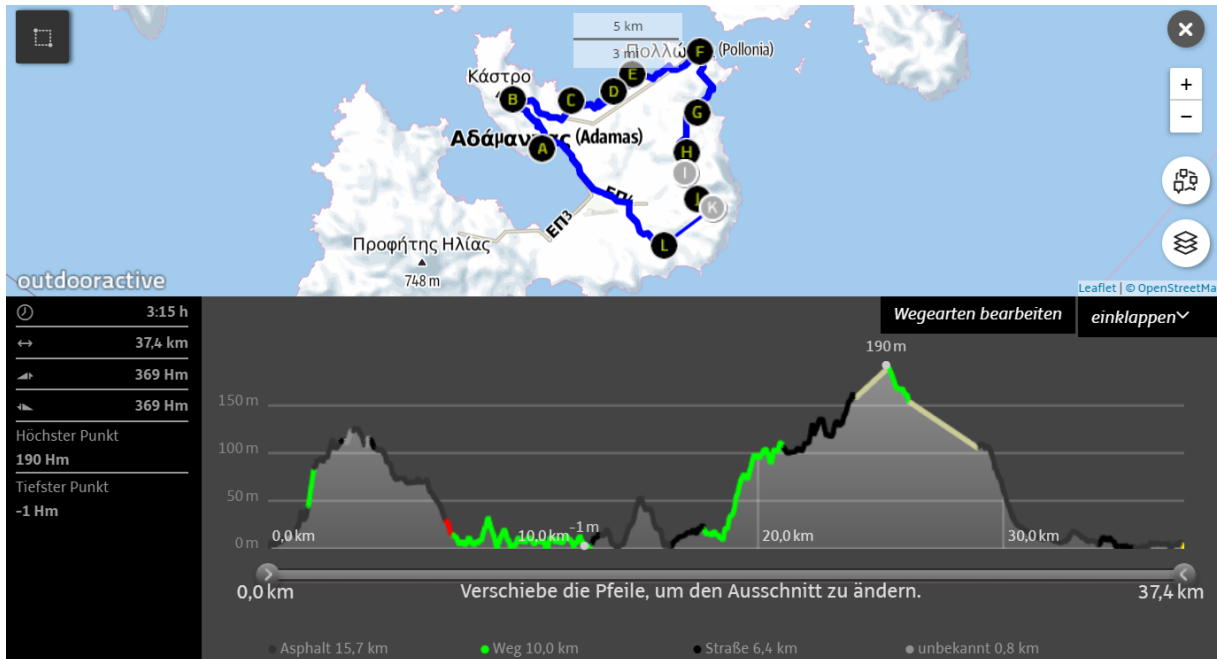 5 km
3 mi
Πολλώ
(Pollonia)
F
E
D
Κάστρο
B
C
G
Αδάμαν
ς (Adamas)
A
H
I
J
K
ΕΠ3
L
Προφήτης Ηλίας
748 m
+
−
outdooractive
Leaflet | © OpenStreetMa
3:15 h
37,4 km
369 Hm
369 Hm
Höchster Punkt
190 Hm
Tiefster Punkt
-1 Hm
Wegearten bearbeiten
einklappen
190 m
150 m
100 m
50 m
0 m
0,0 km
10,0 km
-1 m
20,0 km
30,0 km
0,0 km
Verschiebe die Pfeile, um den Ausschnitt zu ändern.
37,4 km
Asphalt 15,7 km
Weg 10,0 km
Straße 6,4 km
unbekannt 0,8 km